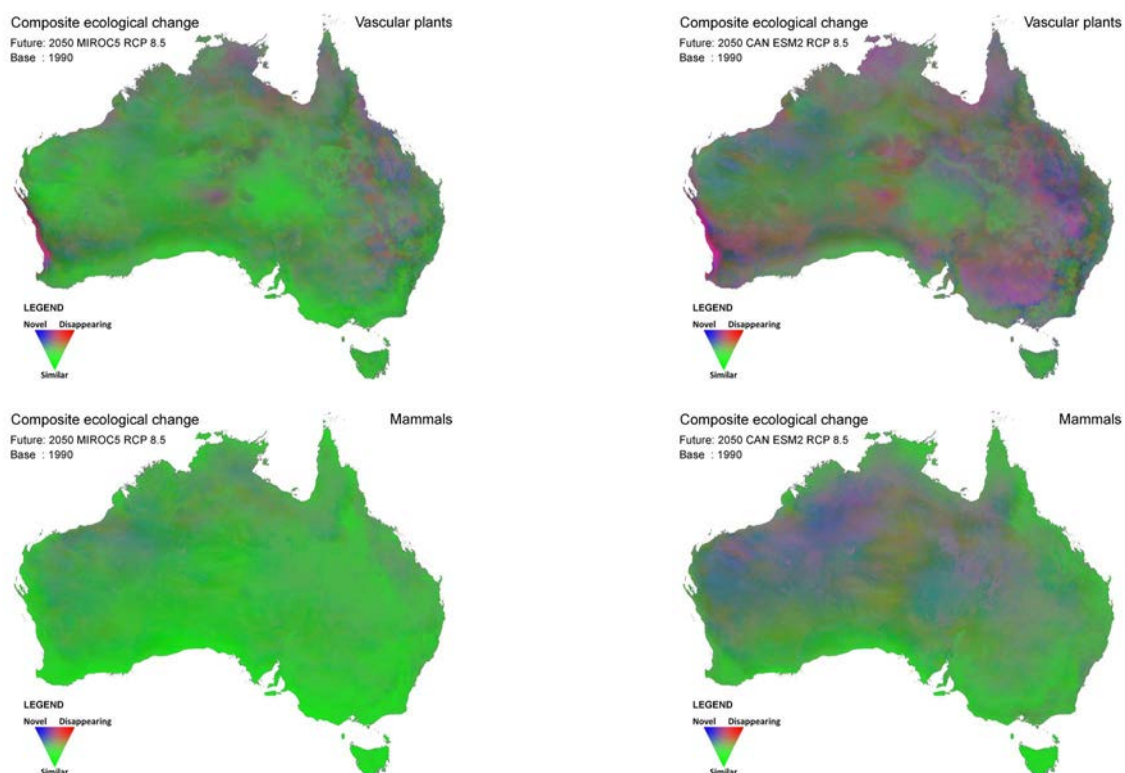 Composite ecological change Vascular plants
Future: 2050 MIROC5 RCP 8.5
Base : 1990
LEGEND
Novel Disappearing
Similar
Composite ecological change Vascular plants
Future: 2050 CAN ESM2 RCP 8.5
Base : 1990
LEGEND
Novel Disappearing
Similar
Composite ecological change Mammals
Future: 2050 MIROC5 RCP 8.5
Base : 1990
LEGEND
Novel Disappearing
Similar
Composite ecological change Mammals
Future: 2050 CAN ESM2 RCP 8.5
Base : 1990
LEGEND
Novel Disappearing
Similar